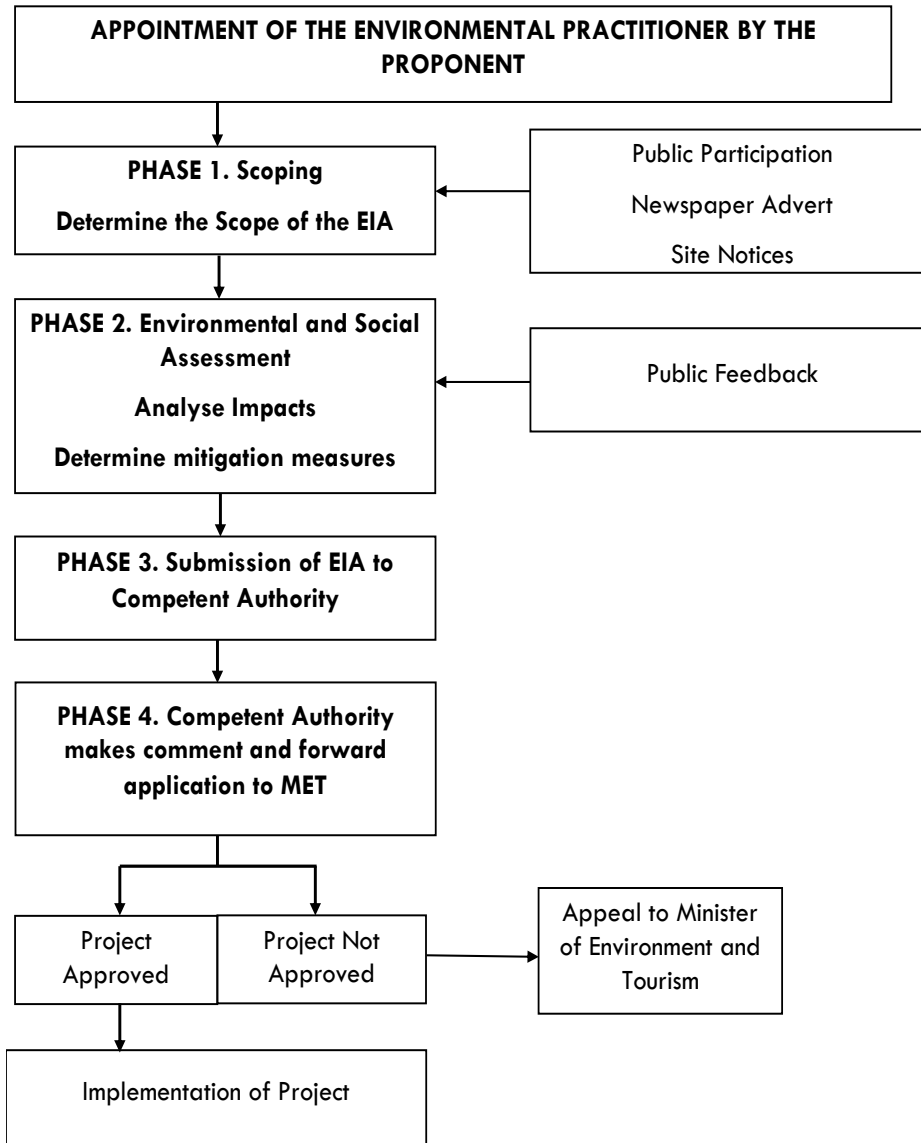 APPOINTMENT OF THE ENVIRONMENTAL PRACTITIONER BY THE
PROPONENT
PHASE 1. Scoping
Determine the Scope of the EIA
Public Participation
Newspaper Advert
Site Notices
PHASE 2. Environmental and Social
Assessment
Analyse Impacts
Determine mitigation measures
Public Feedback
PHASE 3. Submission of EIA to
Competent Authority
PHASE 4. Competent Authority
makes comment and forward
application to MET
Project
Approved
Project Not
Approved
Appeal to Minister
of Environment and
Tourism
Implementation of Project